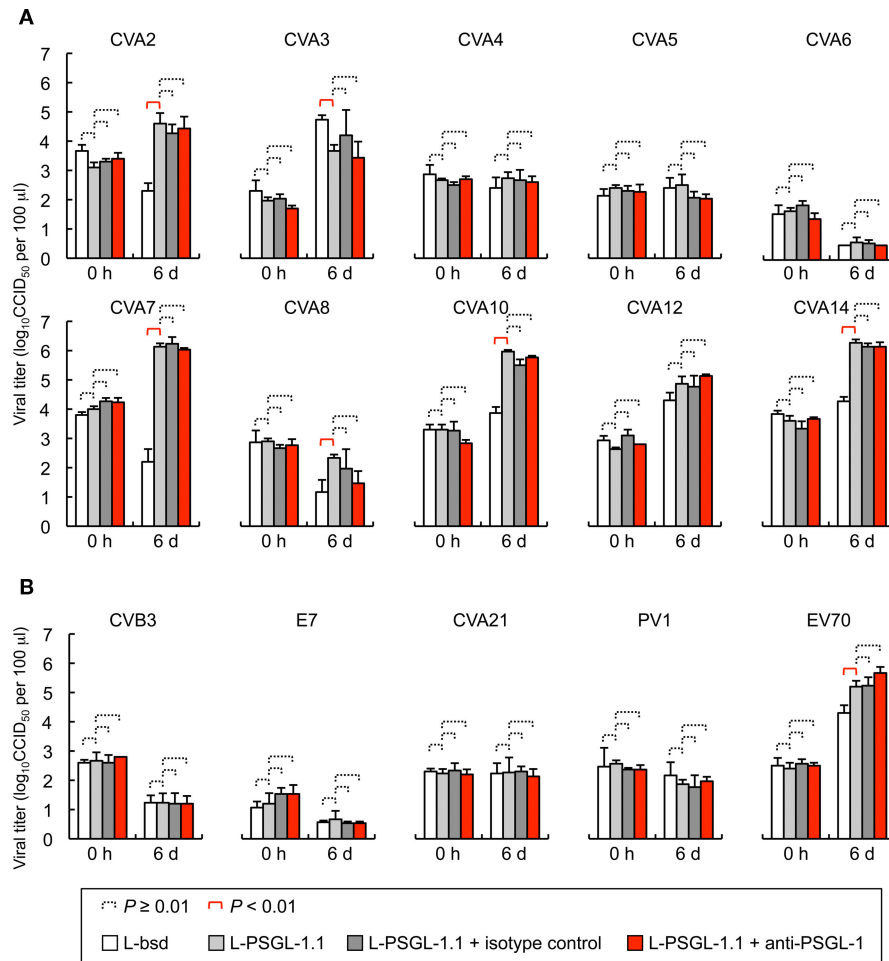 A
CVA2 CVA3 CVA4 CVA5 CVA6
Viral titer (log10CCID50 per 100 µl)
7
6
5
4
3
2
1
0
0 h 6 d 0 h 6 d 0 h 6 d 0 h 6 d 0 h 6 d
CVA7 CVA8 CVA10 CVA12 CVA14
7
6
5
4
3
2
1
0
0 h 6 d 0 h 6 d 0 h 6 d 0 h 6 d 0 h 6 d
B
CVB3 E7 CVA21 PV1 EV70
Viral titer (log10CCID50 per 100 µl)
7
6
5
4
3
2
1
0
0 h 6 d 0 h 6 d 0 h 6 d 0 h 6 d 0 h 6 d
P ≥ 0.01 P < 0.01
L-bsd L-PSGL-1.1 L-PSGL-1.1 + isotype control L-PSGL-1.1 + anti-PSGL-1